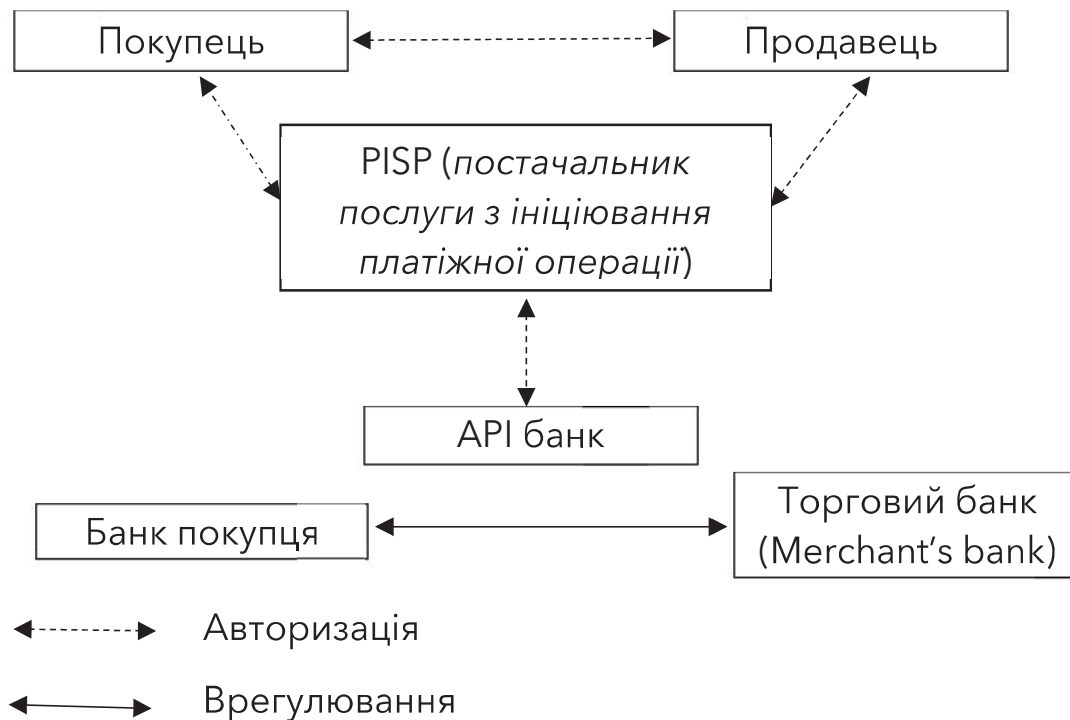 Покупець
Продавець
PISP (постачальник
послуги з ініціювання
платіжної операції)
API банк
Банк покупця
Торговий банк
(Merchant’s bank)
Авторизація
Врегулювання